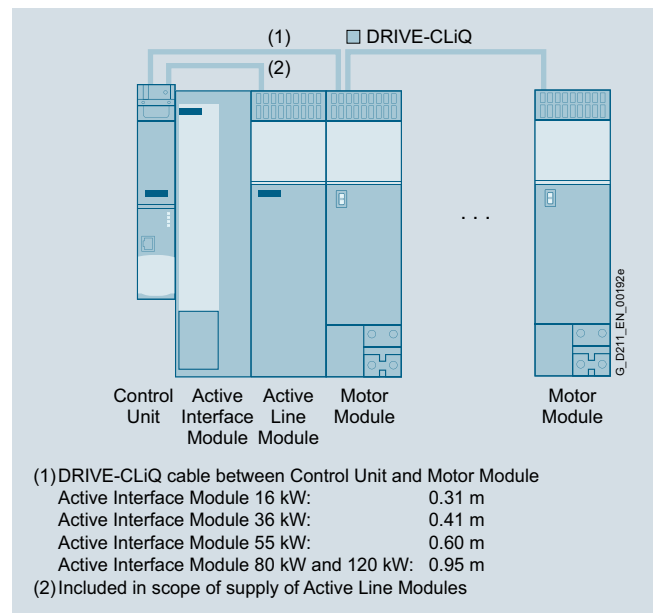 (1)
DRIVE-CLiQ
(2)
. . .
G_D211_EN_00192e
Control Unit
Active Interface Module
Active Line Module
Motor Module
Motor Module
(1) DRIVE-CLiQ cable between Control Unit and Motor Module
Active Interface Module 16 kW: 0.31 m
Active Interface Module 36 kW: 0.41 m
Active Interface Module 55 kW: 0.60 m
Active Interface Module 80 kW and 120 kW: 0.95 m
(2) Included in scope of supply of Active Line Modules